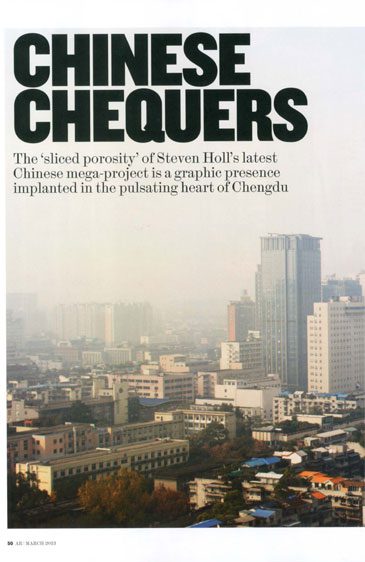 CHINESE
CHEQUERS
The ‘sliced porosity’ of Steven Holl’s latest
Chinese mega-project is a graphic presence
implanted in the pulsating heart of Chengdu
50 AR | MARCH 2013